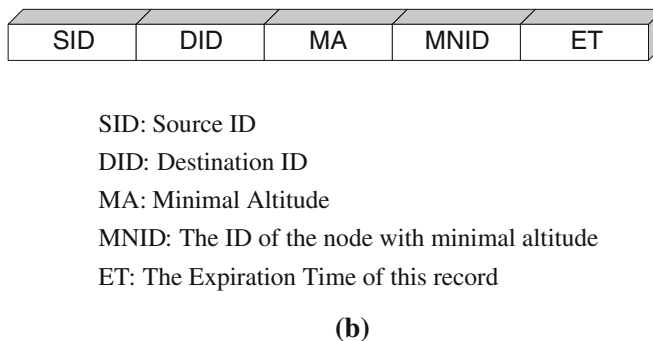 SID DID MA MNID ET
SID: Source ID
DID: Destination ID
MA: Minimal Altitude
MNID: The ID of the node with minimal altitude
ET: The Expiration Time of this record
(b)